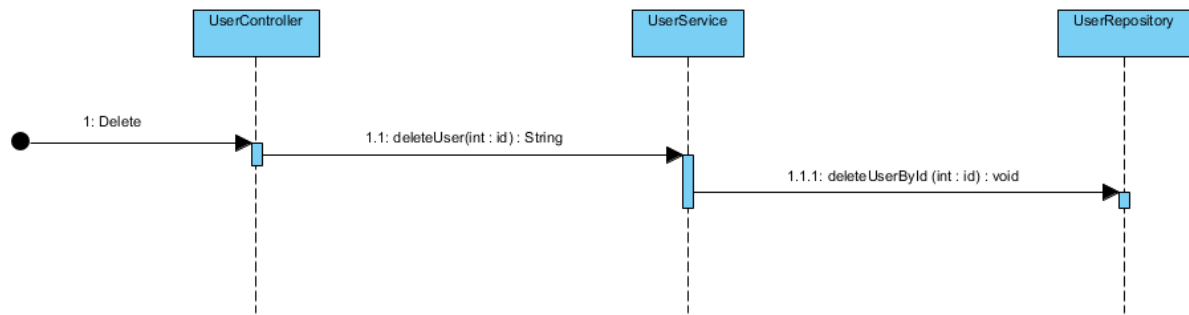 UserController
UserService
UserRepository
1: Delete
1.1: deleteUser(int : id) : String
1.1.1: deleteUserById (int : id) : void